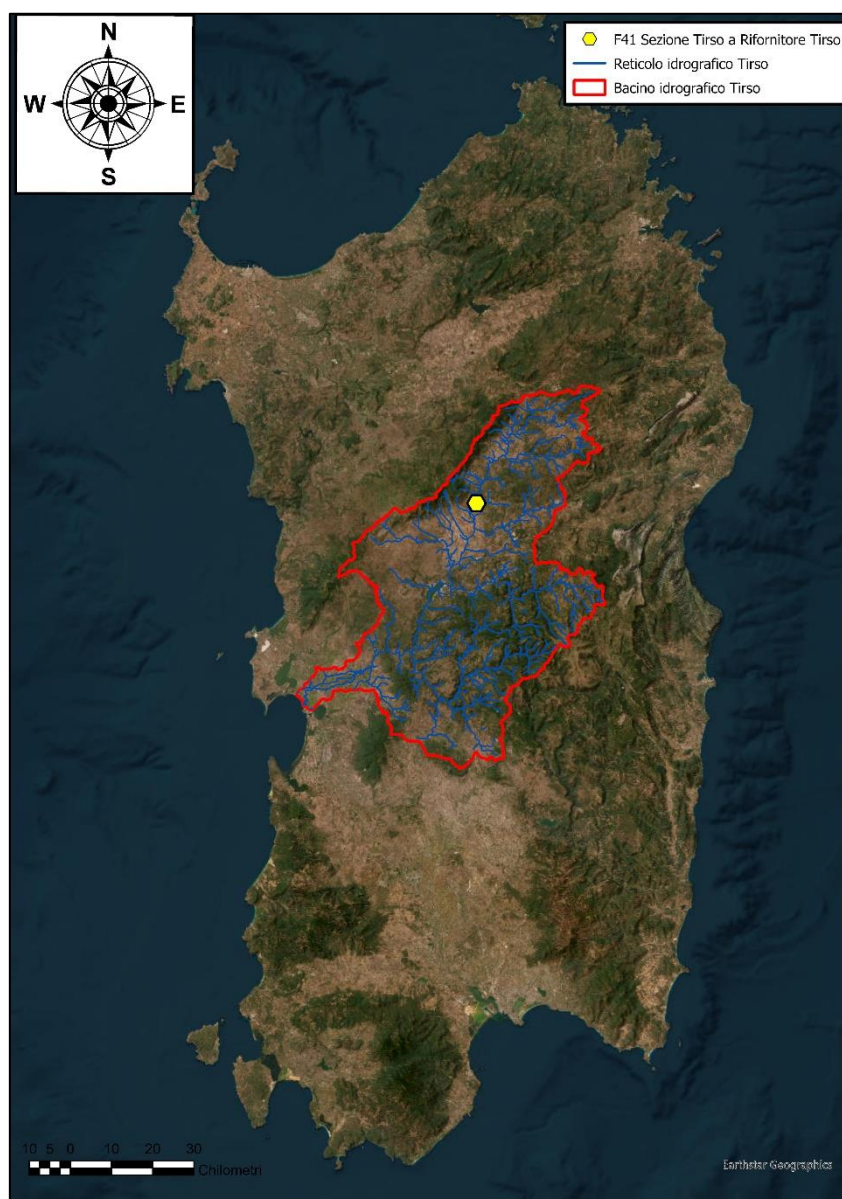 N
W
E
S
F41 Sezione Tirso a Rifornitore Tirso
Reticolo idrografico Tirso
Bacino idrografico Tirso
10 5 0 10 20 30
Chilometri
Earthstar Geographics